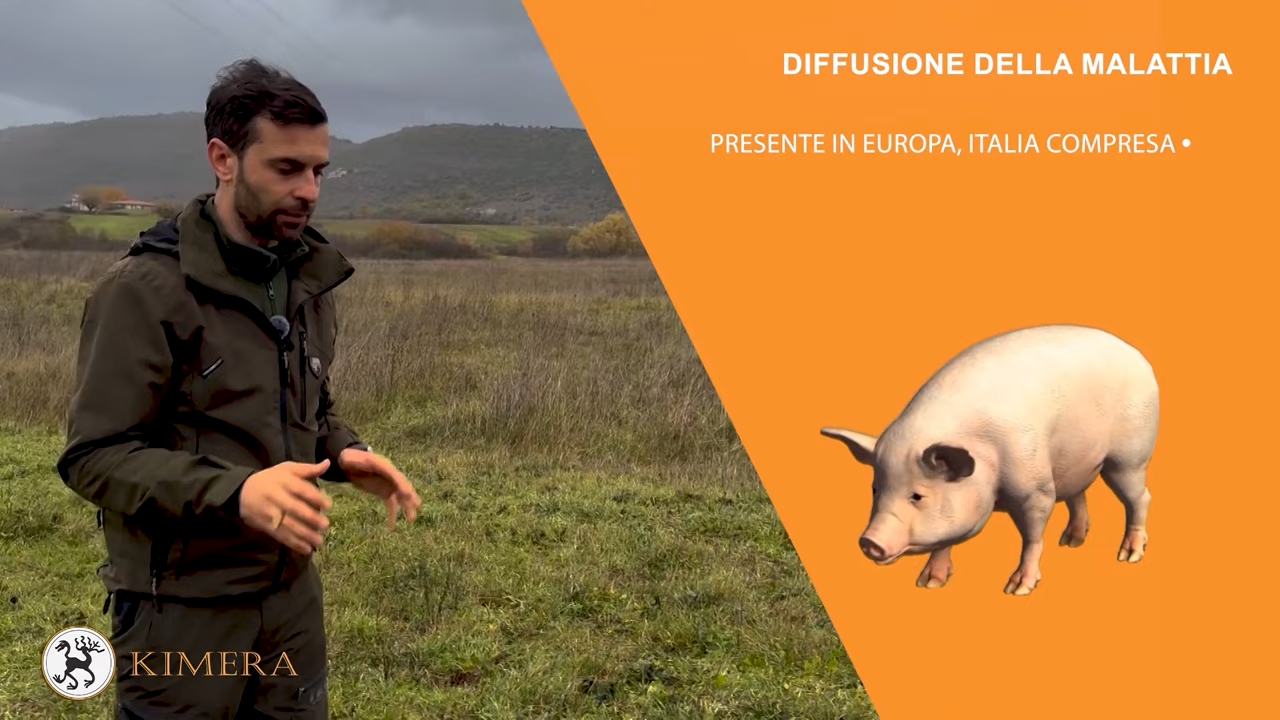 DIFFUSIONE DELLA MALATTIA
PRESENTE IN EUROPA, ITALIA COMPRESA •
KIMERA